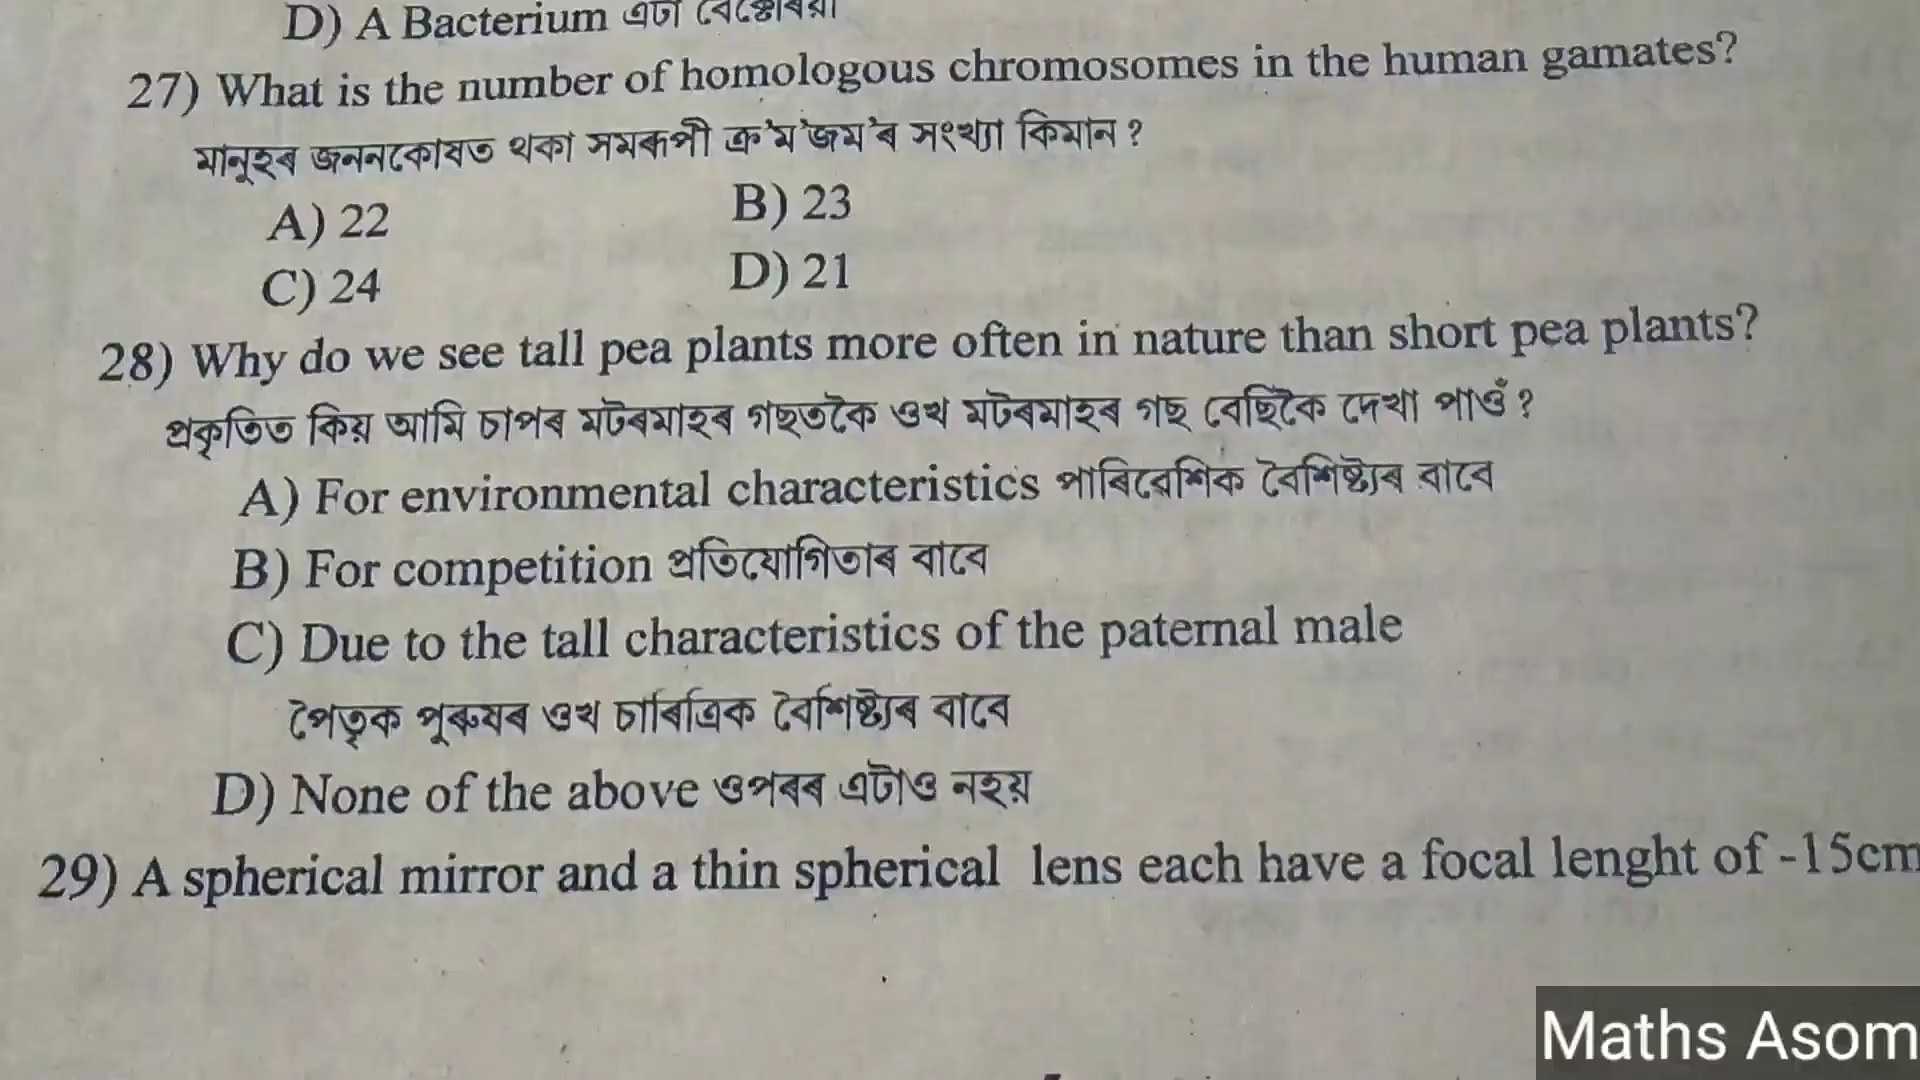 D) A Bacterium এটা বেক্টেৰিয়া
27) What is the number of homologous chromosomes in the human gamates?
মানুহৰ জননকোষত থকা সমৰূপী ক্ৰ'ম'জম'ৰ সংখ্যা কিমান ?
A) 22 B) 23
C) 24 D) 21
28) Why do we see tall pea plants more often in nature than short pea plants?
প্ৰকৃতিত কিয় আমি চাপৰ মটৰমাহৰ গছতকৈ ওখ মটৰমাহৰ গছ বেছিকৈ দেখা পাওঁ ?
A) For environmental characteristics পাৰিৱেশিক বৈশিষ্ট্যৰ বাবে
B) For competition প্ৰতিযোগিতাৰ বাবে
C) Due to the tall characteristics of the paternal male
পৈতৃক পূৰুষৰ ওখ চাৰিত্ৰিক বৈশিষ্ট্যৰ বাবে
D) None of the above ওপৰৰ এটাও নহয়
29) A spherical mirror and a thin spherical lens each have a focal lenght of -15cm
Maths Asom